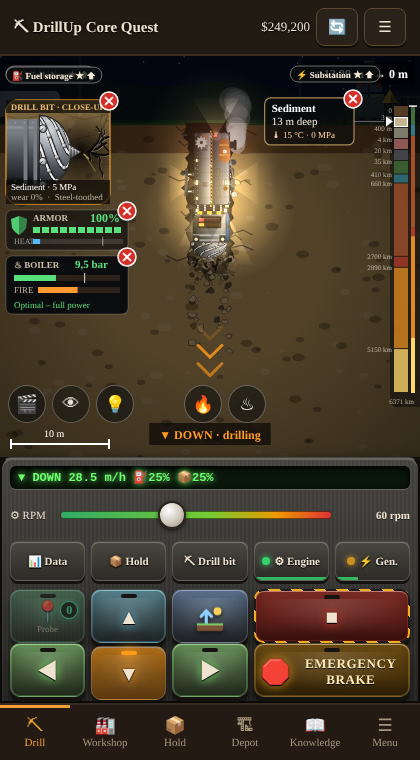 ⛏ DrillUp Core Quest
$249,200
🔄
☰
⛽ Fuel storage ★ ⬆
⚡ Substation ★ ⬆
0 m
DRILL BIT · CLOSE-U
Sediment · 5 MPa
wear 0% · Steel-toothed
Sediment
13 m deep
🌡 15 °C · 0 MPa
ARMOR 100%
HEAT
♨ BOILER 9,5 bar
FIRE
Optimal – full power
0
400 m
4 km
20 km
35 km
410 km
660 km
2700 km
2890 km
5150 km
6371 km
10 m
▼ DOWN · drilling
▼ DOWN 28.5 m/h ⛽25% 📦25%
⚙ RPM
60 rpm
📊 Data
📦 Hold
⛏ Drill bit
⚙ Engine
⚡ Gen.
Probe
0
▲
■
◀
▼
▶
EMERGENCY
BRAKE
Drill
Workshop
Hold
Depot
Knowledge
☰
Menu